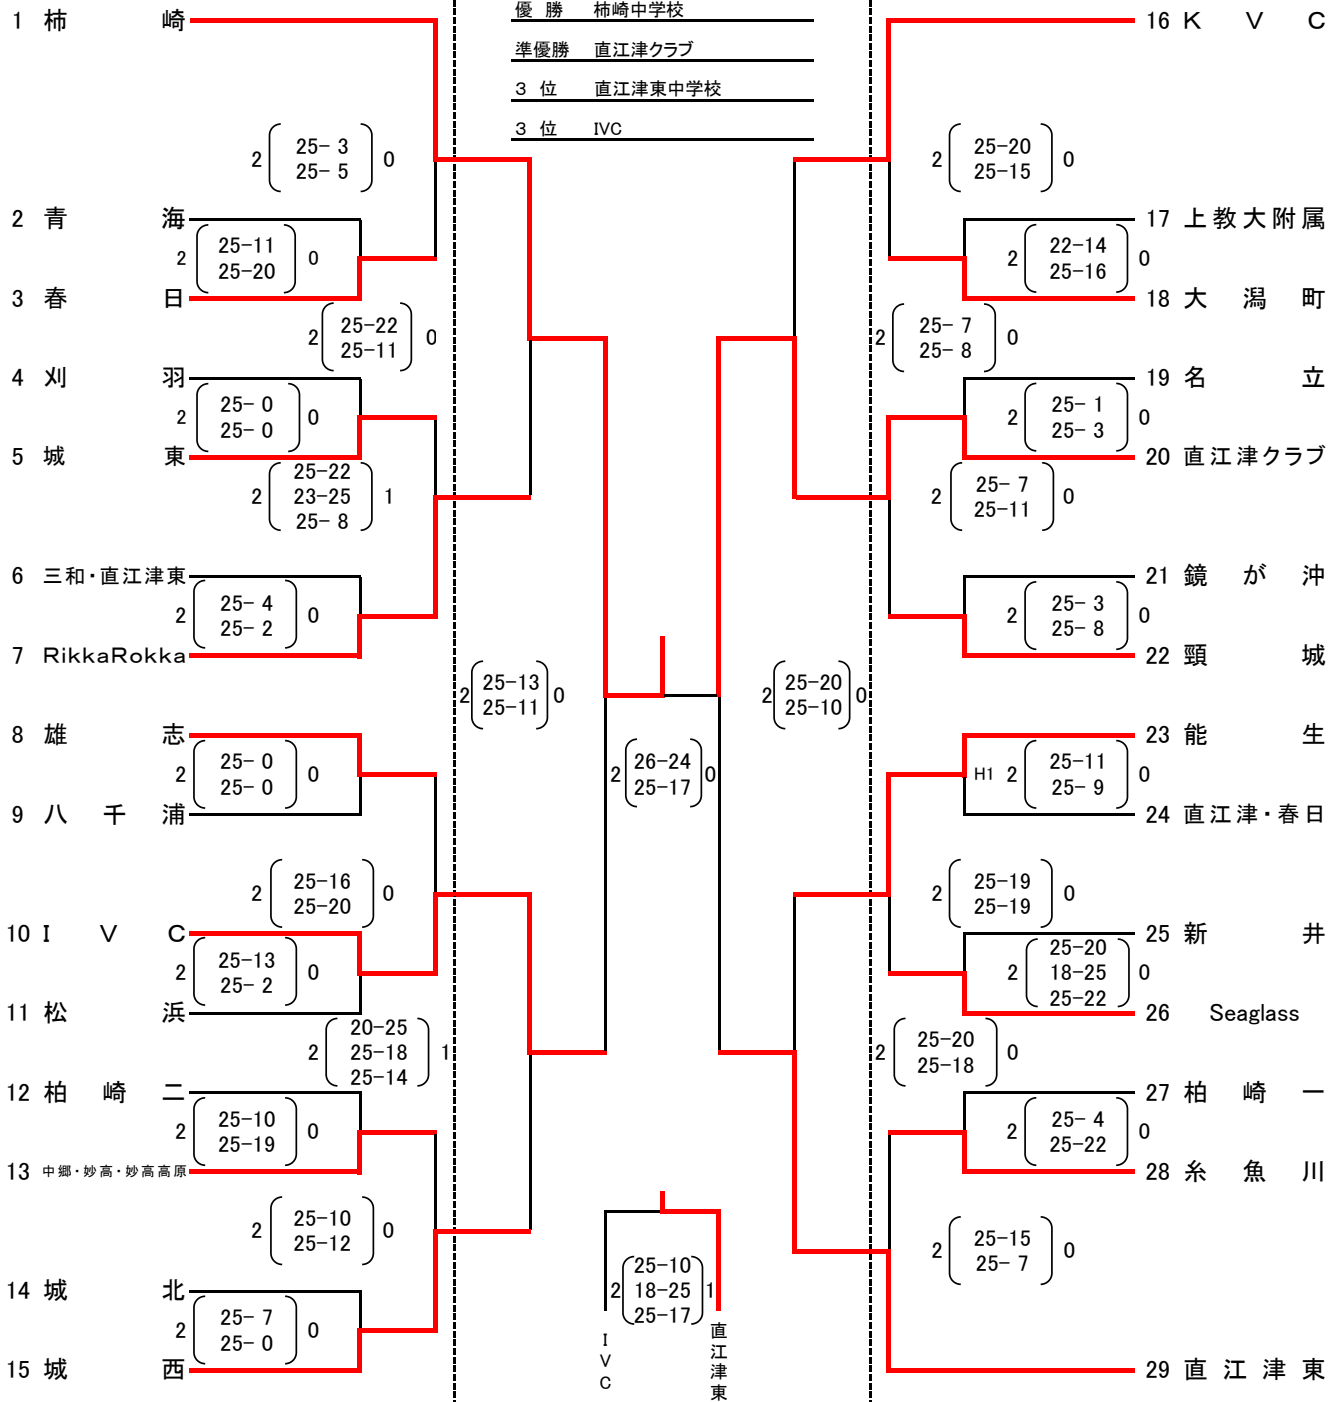 優 勝 柿崎中学校
準優勝 直江津クラブ
3 位 直江津東中学校
3 位 IVC
1 柿 崎
2 ( 25- 3 ) 0
25- 5
2 青 海
2 ( 25-11 ) 0
25-20
3 春 日
2 ( 25-22 ) 0
25-11
4 刈 羽
2 ( 25- 0 ) 0
25- 0
5 城 東
25-22
2 ( 23-25 ) 1
25- 8
6 三和・直江津東
2 ( 25- 4 ) 0
25- 2
7 RikkaRokka
2 ( 25-13 ) 0
25-11
8 雄 志
2 ( 25- 0 ) 0
25- 0
9 八 千 浦
2 ( 25-16 ) 0
25-20
10 I V C
2 ( 25-13 ) 0
25- 2
11 松 浜
20-25
2 ( 25-18 ) 1
25-14
12 柏 崎 二
2 ( 25-10 ) 0
25-19
13 中郷・妙高・妙高高原
2 ( 25-10 ) 0
25-12
14 城 北
2 ( 25- 7 ) 0
25- 0
15 城 西
2 ( 26-24 ) 0
25-17
25-10
2 ( 18-25 ) 1
25-17
IVC
直江津東
16 K V C
2 ( 25-20 ) 0
25-15
17 上教大附属
2 ( 22-14 ) 0
25-16
18 大 潟 町
2 ( 25- 7 ) 0
25- 8
19 名 立
2 ( 25- 1 ) 0
25- 3
20 直江津クラブ
2 ( 25- 7 ) 0
25-11
21 鏡 が 沖
2 ( 25- 3 ) 0
25- 8
22 頸 城
2 ( 25-20 ) 0
25-10
23 能 生
H1 2 ( 25-11 ) 0
25- 9
24 直江津・春日
2 ( 25-19 ) 0
25-19
25 新 井
25-20
2 ( 18-25 ) 0
25-22
26 Seaglass
2 ( 25-20 ) 0
25-18
27 柏 崎 一
2 ( 25- 4 ) 0
25-22
28 糸 魚 川
2 ( 25-15 ) 0
25- 7
29 直 江 津 東